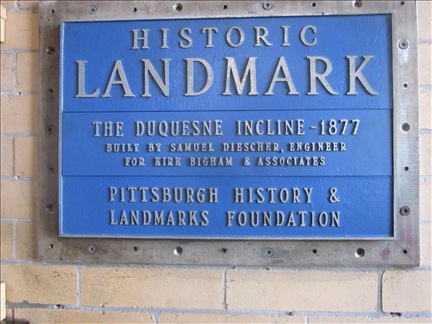 HISTORIC
LANDMARK
THE DUQUESNE INCLINE~1877
BUILT BY SAMUEL DIESCHER, ENGINEER
FOR KIRK BIGHAM & ASSOCIATES
PITTSBURGH HISTORY &
LANDMARKS FOUNDATION